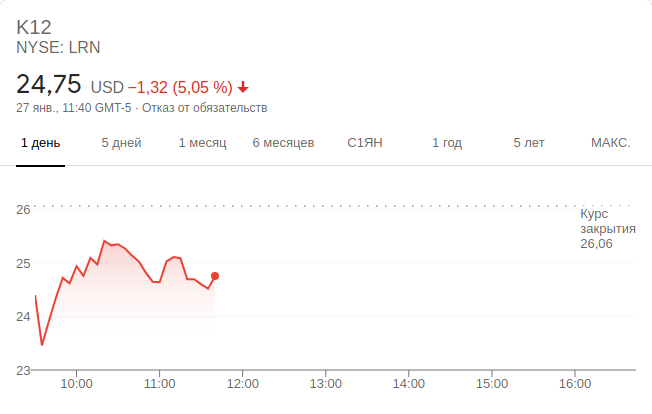 K12
NYSE: LRN
24,75 USD −1,32 (5,05 %)
27 янв., 11:40 GMT-5 · Отказ от обязательств
1 день 5 дней 1 месяц 6 месяцев С1ЯН 1 год 5 лет МАКС.
26
Курс
закрытия
26,06
25
24
23
10:00 11:00 12:00 13:00 14:00 15:00 16:00